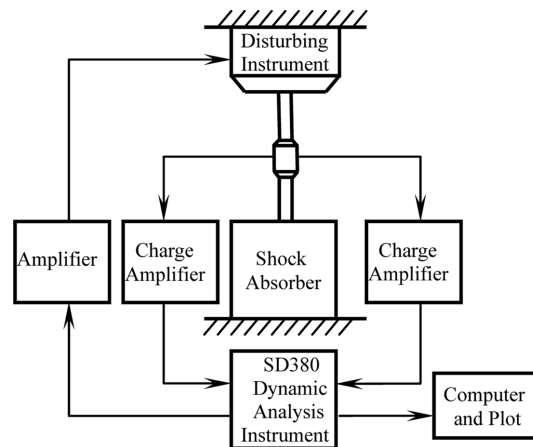 Disturbing
Instrument
Amplifier
Charge
Amplifier
Shock
Absorber
Charge
Amplifier
SD380
Dynamic
Analysis
Instrument
Computer
and Plot